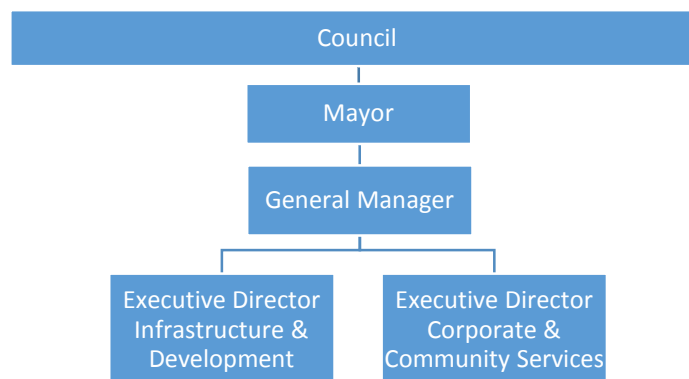 Council
Mayor
General Manager
Executive Director
Infrastructure &
Development
Executive Director
Corporate &
Community Services